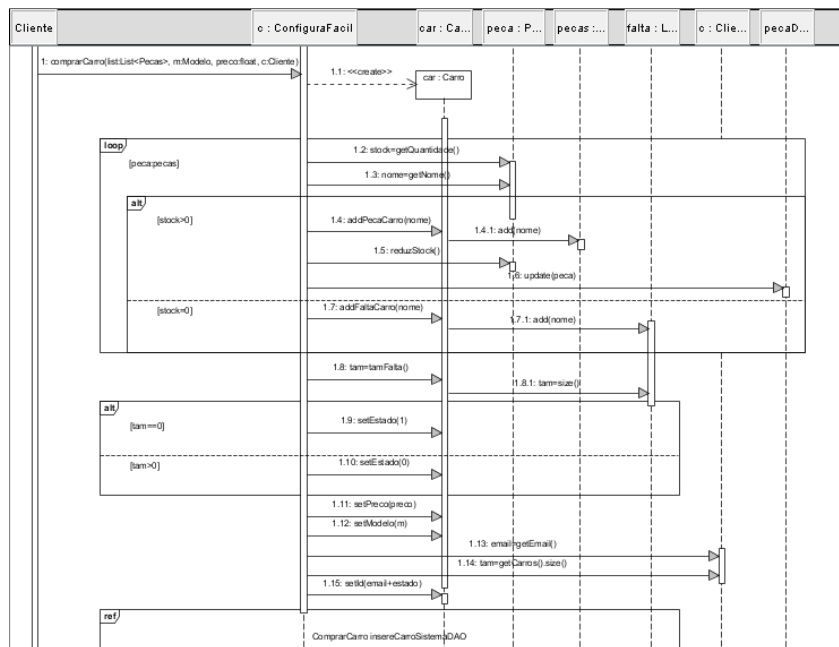 Cliente
c : ConfiguraFacil
car : Ca...
peca : P...
pecas :...
falta : L...
c : Clie...
pecaD...
1: comprarCarro(list:List<Pecas>, m:Modelo, preco:float, c:Cliente)
1.1: <<create>>
car : Carro
loop
[peca:pecas]
1.2: stock=getQuantidade()
1.3: nome=getNome()
alt
[stock>0]
1.4: addPecaCarro(nome)
1.4.1: add(nome)
1.5: reduzStock()
1.6: update(peca)
[stock=0]
1.7: addFaltaCarro(nome)
1.7.1: add(nome)
1.8: tam=tamFalta()
1.8.1: tam=size()
alt
[tam==0]
1.9: setEstado(1)
[tam>0]
1.10: setEstado(0)
1.11: setPreco(preco)
1.12: setModelo(m)
1.13: email=getEmail()
1.14: tam=getCarros().size()
1.15: setId(email+estado)
ref
ComprarCarro insereCarroSistemaDAO